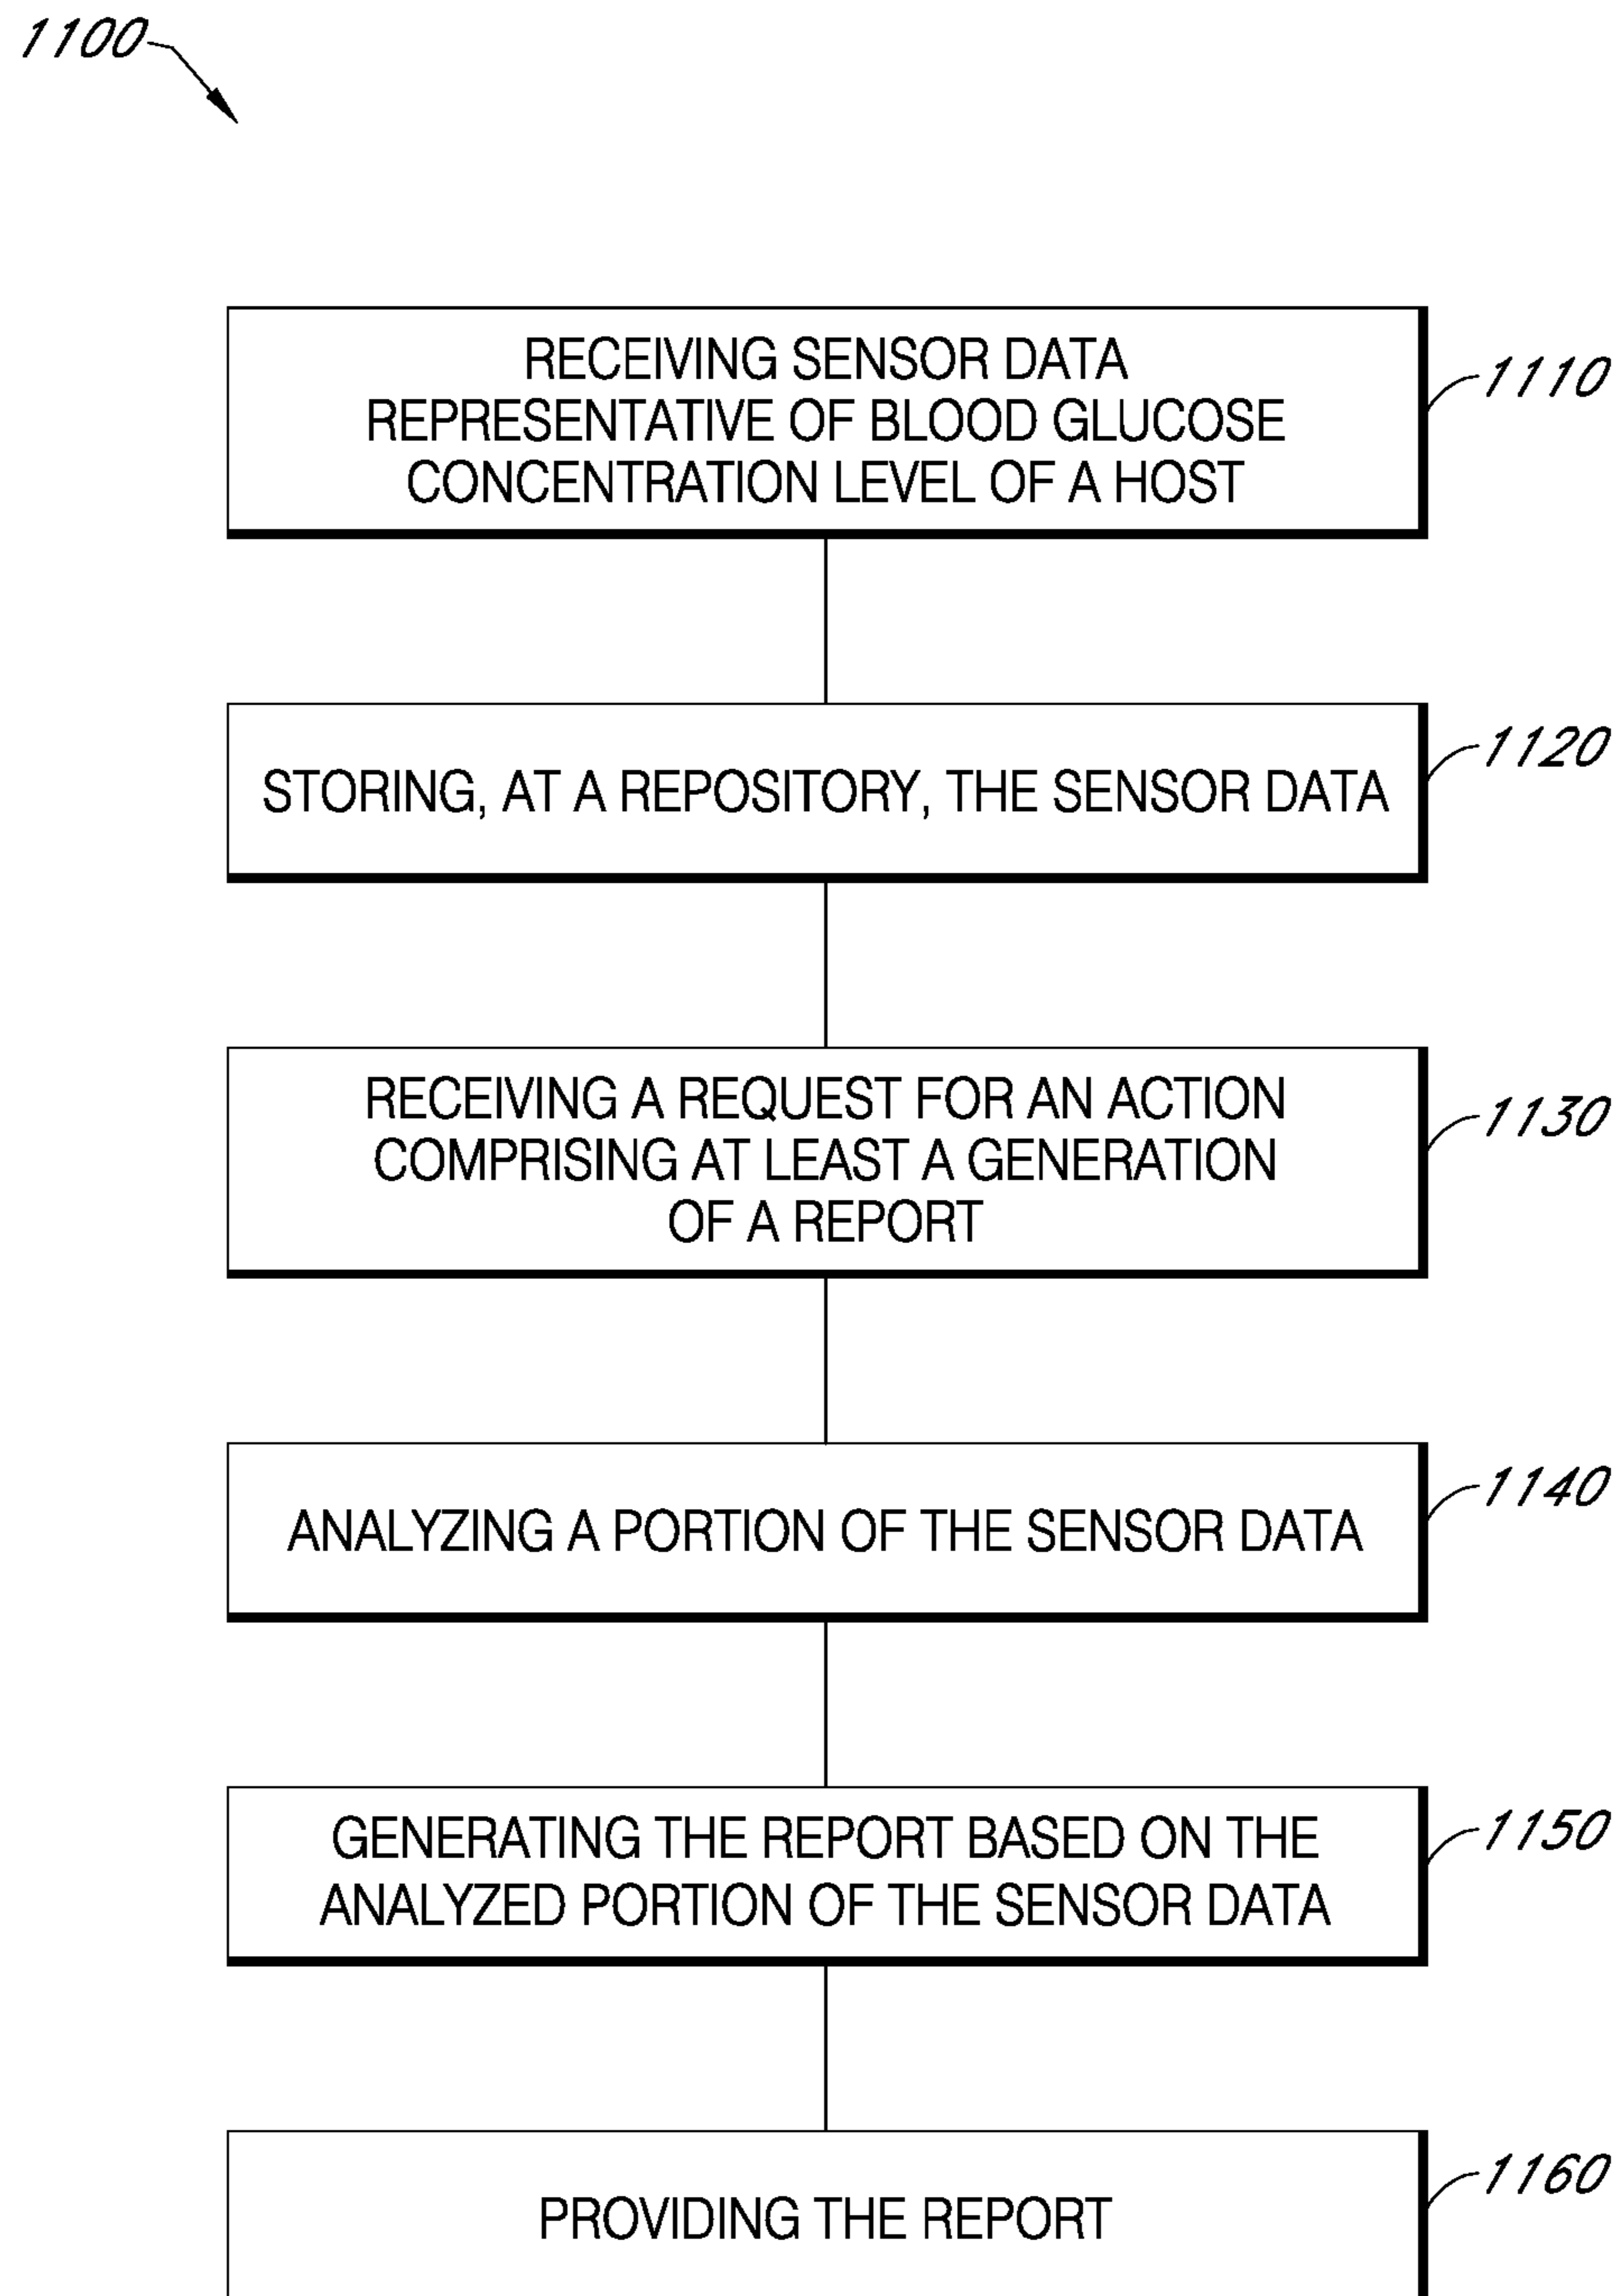 1100
RECEIVING SENSOR DATA
REPRESENTATIVE OF BLOOD GLUCOSE
CONCENTRATION LEVEL OF A HOST
1110
STORING, AT A REPOSITORY, THE SENSOR DATA
1120
RECEIVING A REQUEST FOR AN ACTION
COMPRISING AT LEAST A GENERATION
OF A REPORT
1130
ANALYZING A PORTION OF THE SENSOR DATA
1140
GENERATING THE REPORT BASED ON THE
ANALYZED PORTION OF THE SENSOR DATA
1150
PROVIDING THE REPORT
1160